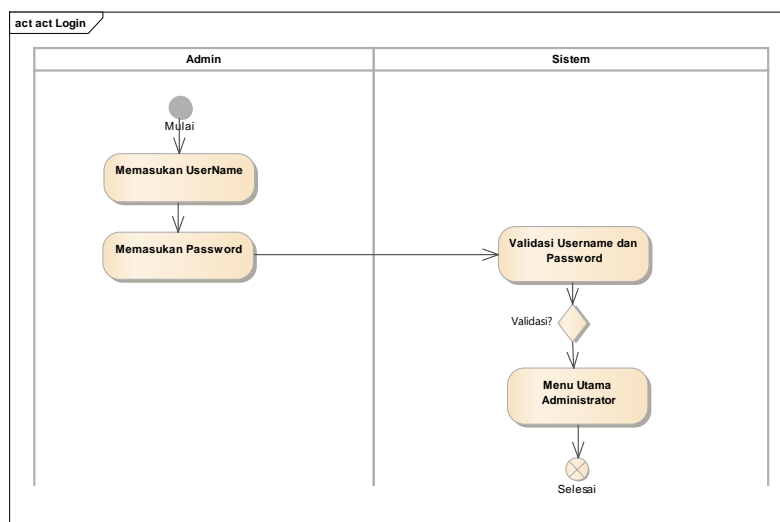 act act Login
Admin
Sistem
Mulai
Memasukan UserName
Memasukan Password
Validasi Username dan
Password
Validasi?
Menu Utama
Administrator
Selesai